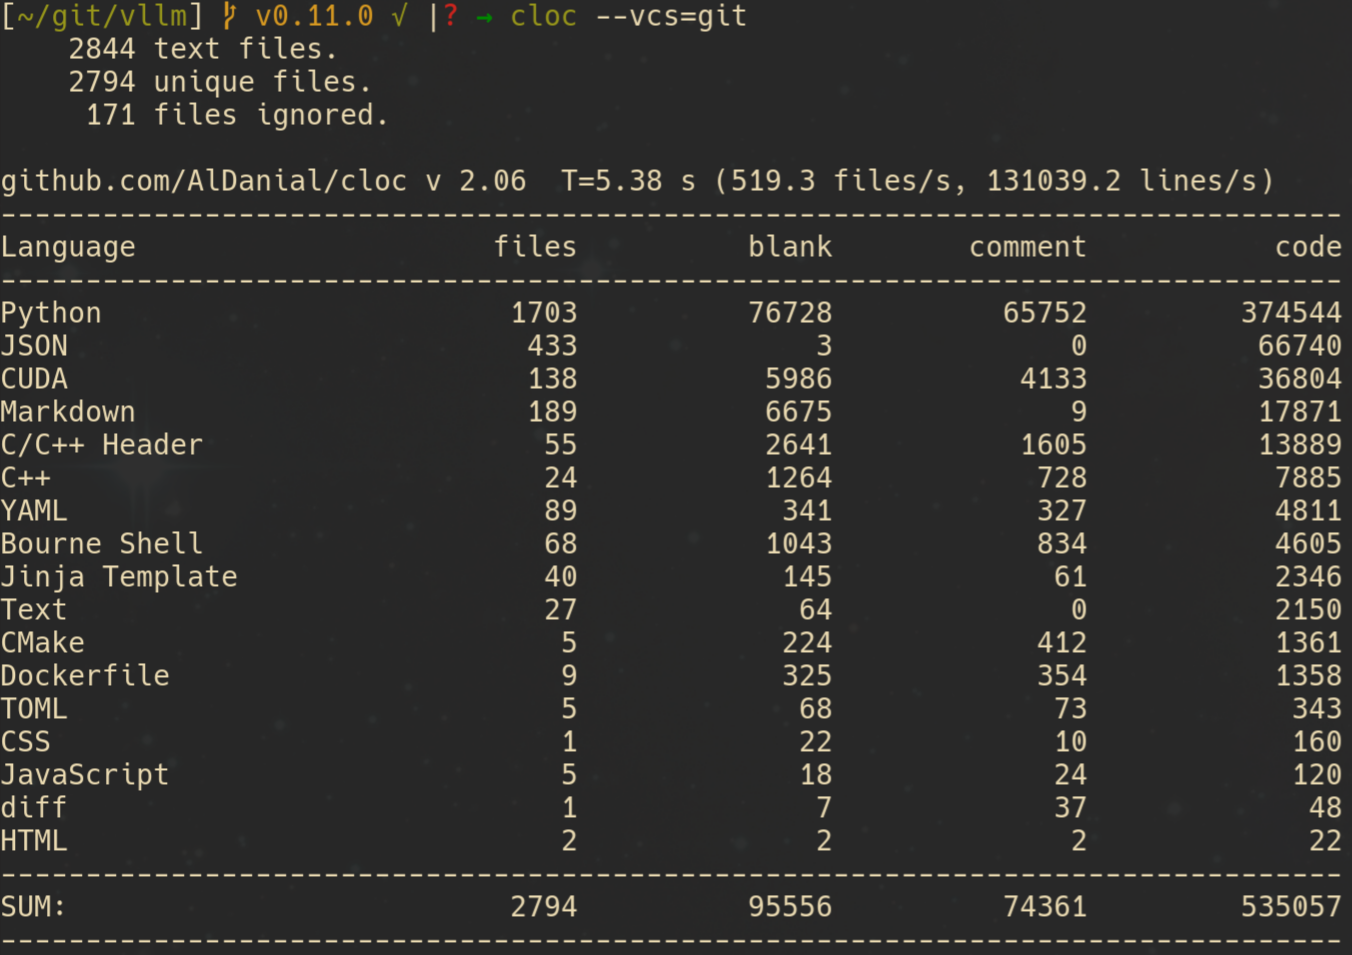 [~/git/vllm] ᚧ v0.11.0 √ |? → cloc --vcs=git
    2844 text files.
    2794 unique files.
     171 files ignored.

github.com/AlDanial/cloc v 2.06  T=5.38 s (519.3 files/s, 131039.2 lines/s)
-------------------------------------------------------------------------------
Language                     files          blank        comment           code
-------------------------------------------------------------------------------
Python                        1703          76728          65752         374544
JSON                           433              3              0          66740
CUDA                           138           5986           4133          36804
Markdown                       189           6675              9          17871
C/C++ Header                    55           2641           1605          13889
C++                             24           1264            728           7885
YAML                            89            341            327           4811
Bourne Shell                    68           1043            834           4605
Jinja Template                  40            145             61           2346
Text                            27             64              0           2150
CMake                            5            224            412           1361
Dockerfile                       9            325            354           1358
TOML                             5             68             73            343
CSS                              1             22             10            160
JavaScript                       5             18             24            120
diff                             1              7             37             48
HTML                             2              2              2             22
-------------------------------------------------------------------------------
SUM:                          2794          95556          74361         535057
-------------------------------------------------------------------------------